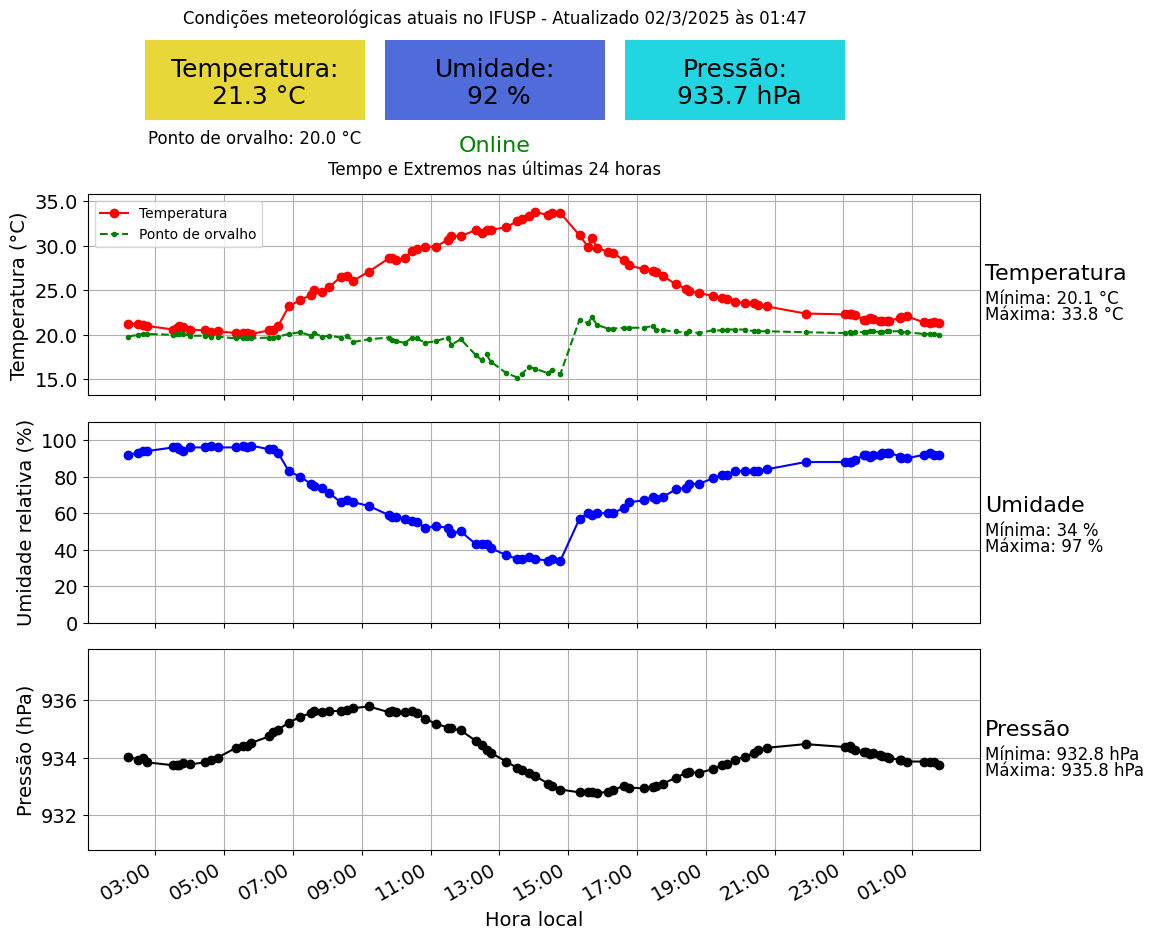 Condições meteorológicas atuais no IFUSP - Atualizado 02/3/2025 às 01:47
Temperatura:
21.3 °C
Umidade:
92 %
Pressão:
933.7 hPa
Ponto de orvalho: 20.0 °C
Online
Tempo e Extremos nas últimas 24 horas
Temperatura (°C)
35.0
30.0
25.0
20.0
15.0
Temperatura
Ponto de orvalho
Temperatura
Mínima: 20.1 °C
Máxima: 33.8 °C
Umidade relativa (%)
100
80
60
40
20
0
Umidade
Mínima: 34 %
Máxima: 97 %
Pressão (hPa)
936
934
932
Pressão
Mínima: 932.8 hPa
Máxima: 935.8 hPa
03:00 05:00 07:00 09:00 11:00 13:00 15:00 17:00 19:00 21:00 23:00 01:00
Hora local